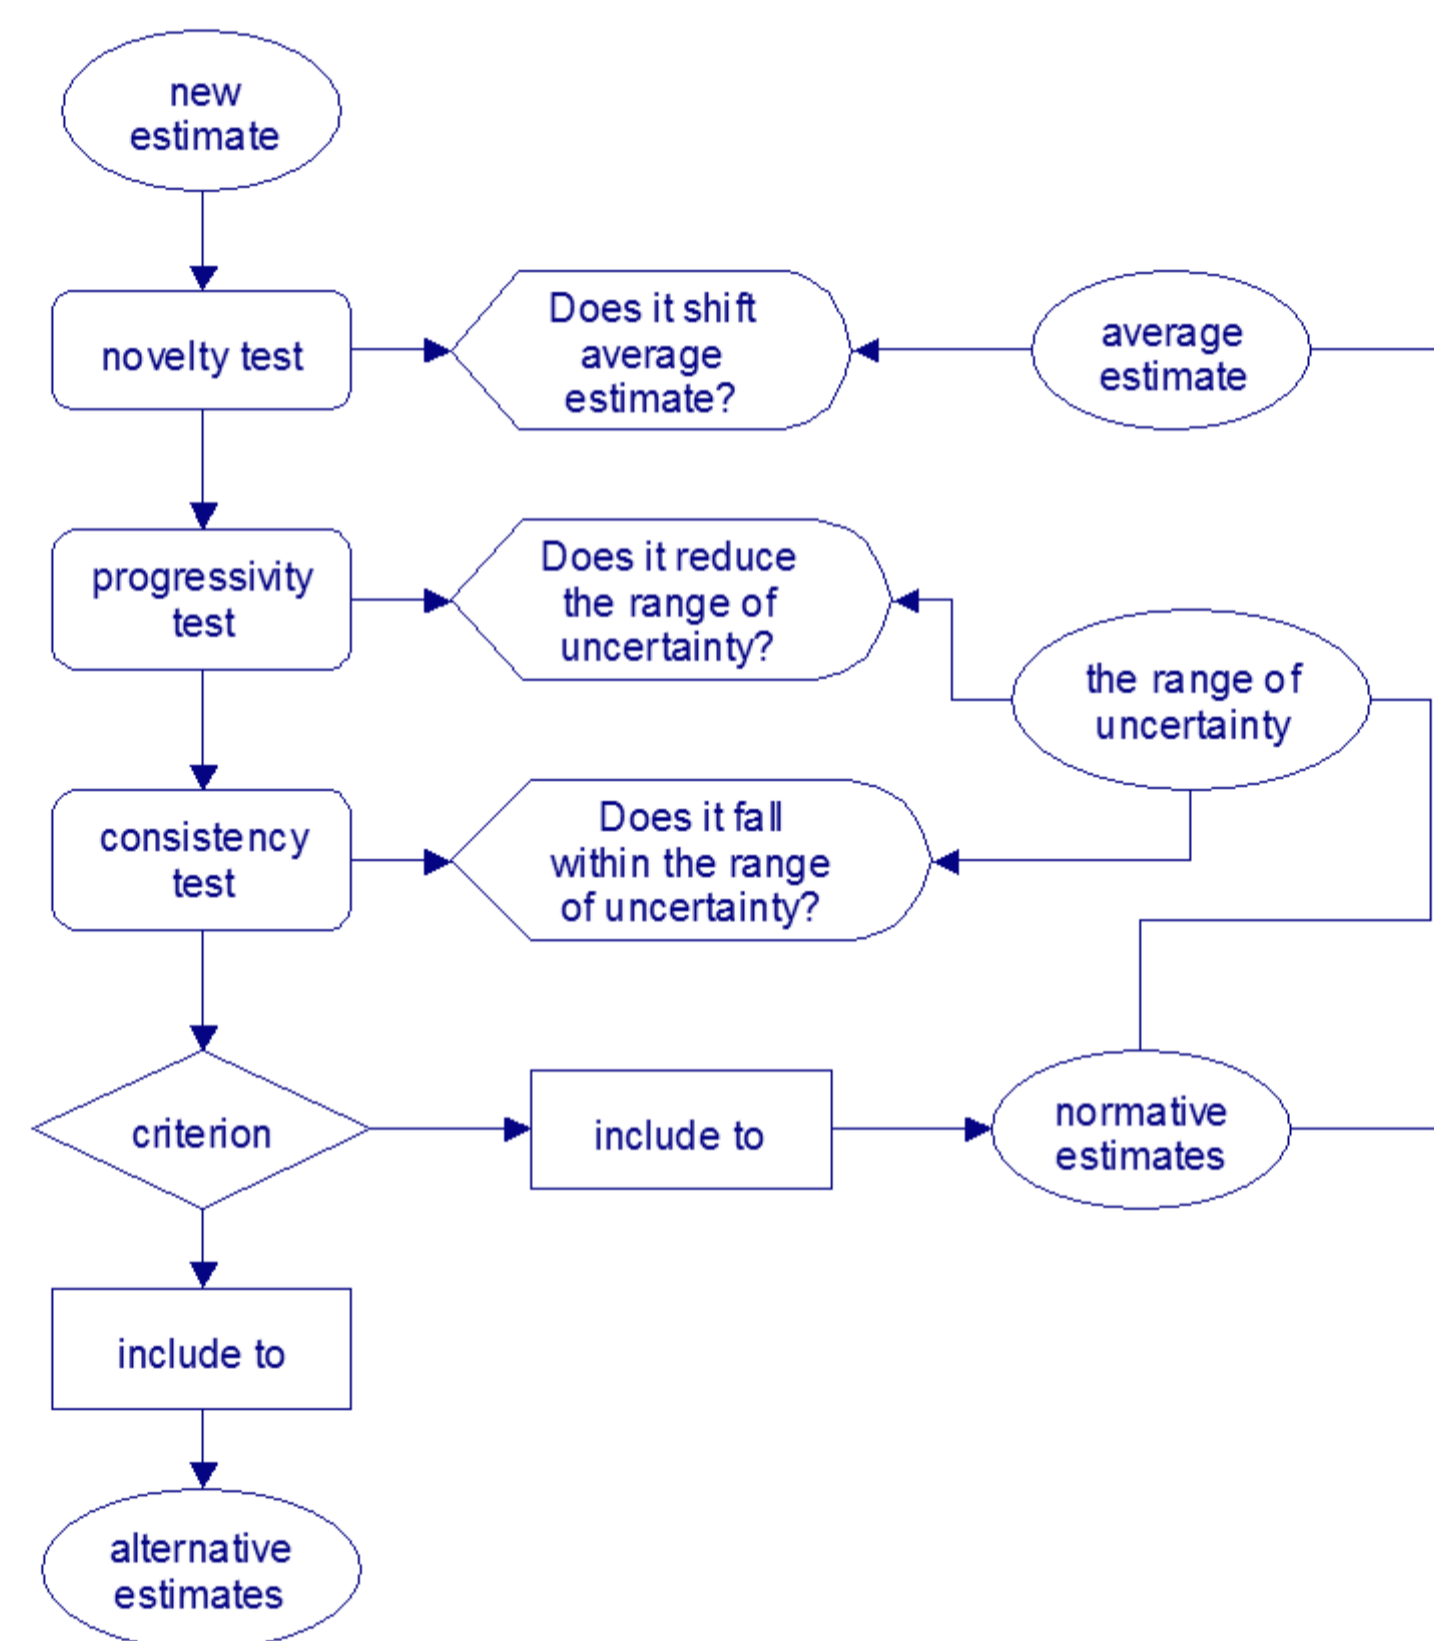 new
estimate
novelty test
Does it shift
average
estimate?
average
estimate
progressivity
test
Does it reduce
the range of
uncertainty?
the range of
uncertainty
consistency
test
Does it fall
within the range
of uncertainty?
criterion
include to
normative
estimates
include to
alternative
estimates